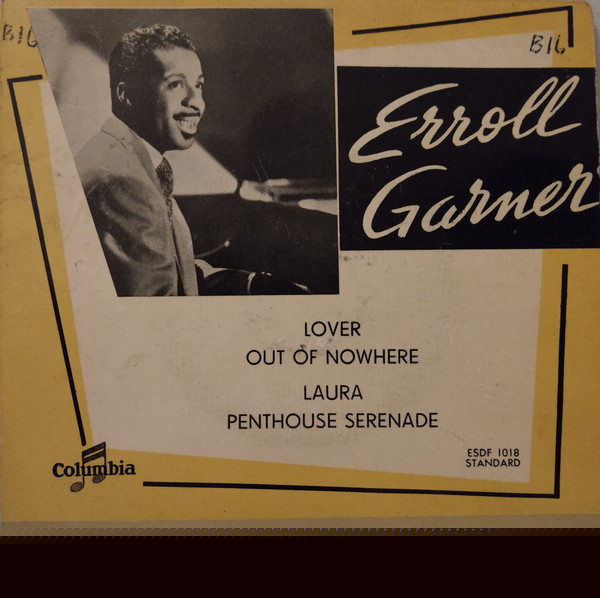 B16
B16
Erroll
Garner
LOVER
OUT OF NOWHERE
LAURA
PENTHOUSE SERENADE
Columbia
ESDF 1018
STANDARD